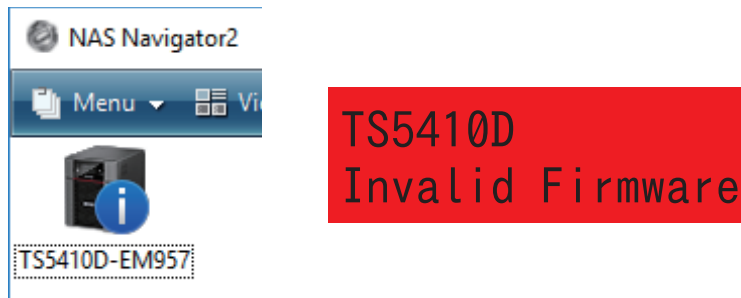 NAS Navigator2
Menu Vi
TS5410D-EM957
TS5410D
Invalid Firmware